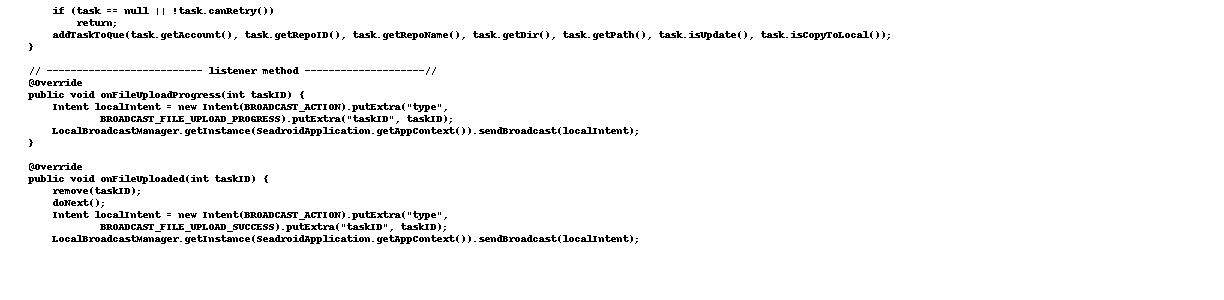 if (task == null || !task.canRetry())
return;
addTaskToQue(task.getAccount(), task.getRepoID(), task.getRepoName(), task.getDir(), task.getPath(), task.isUpdate(), task.isCopyToLocal());
}
// -------------------------- listener method --------------------//
@Override
public void onFileUploadProgress(int taskID) {
Intent localIntent = new Intent(BROADCAST_ACTION).putExtra("type",
BROADCAST_FILE_UPLOAD_PROGRESS).putExtra("taskID", taskID);
LocalBroadcastManager.getInstance(SeadroidApplication.getAppContext()).sendBroadcast(localIntent);
}
@Override
public void onFileUploaded(int taskID) {
remove(taskID);
doNext();
Intent localIntent = new Intent(BROADCAST_ACTION).putExtra("type",
BROADCAST_FILE_UPLOAD_SUCCESS).putExtra("taskID", taskID);
LocalBroadcastManager.getInstance(SeadroidApplication.getAppContext()).sendBroadcast(localIntent);